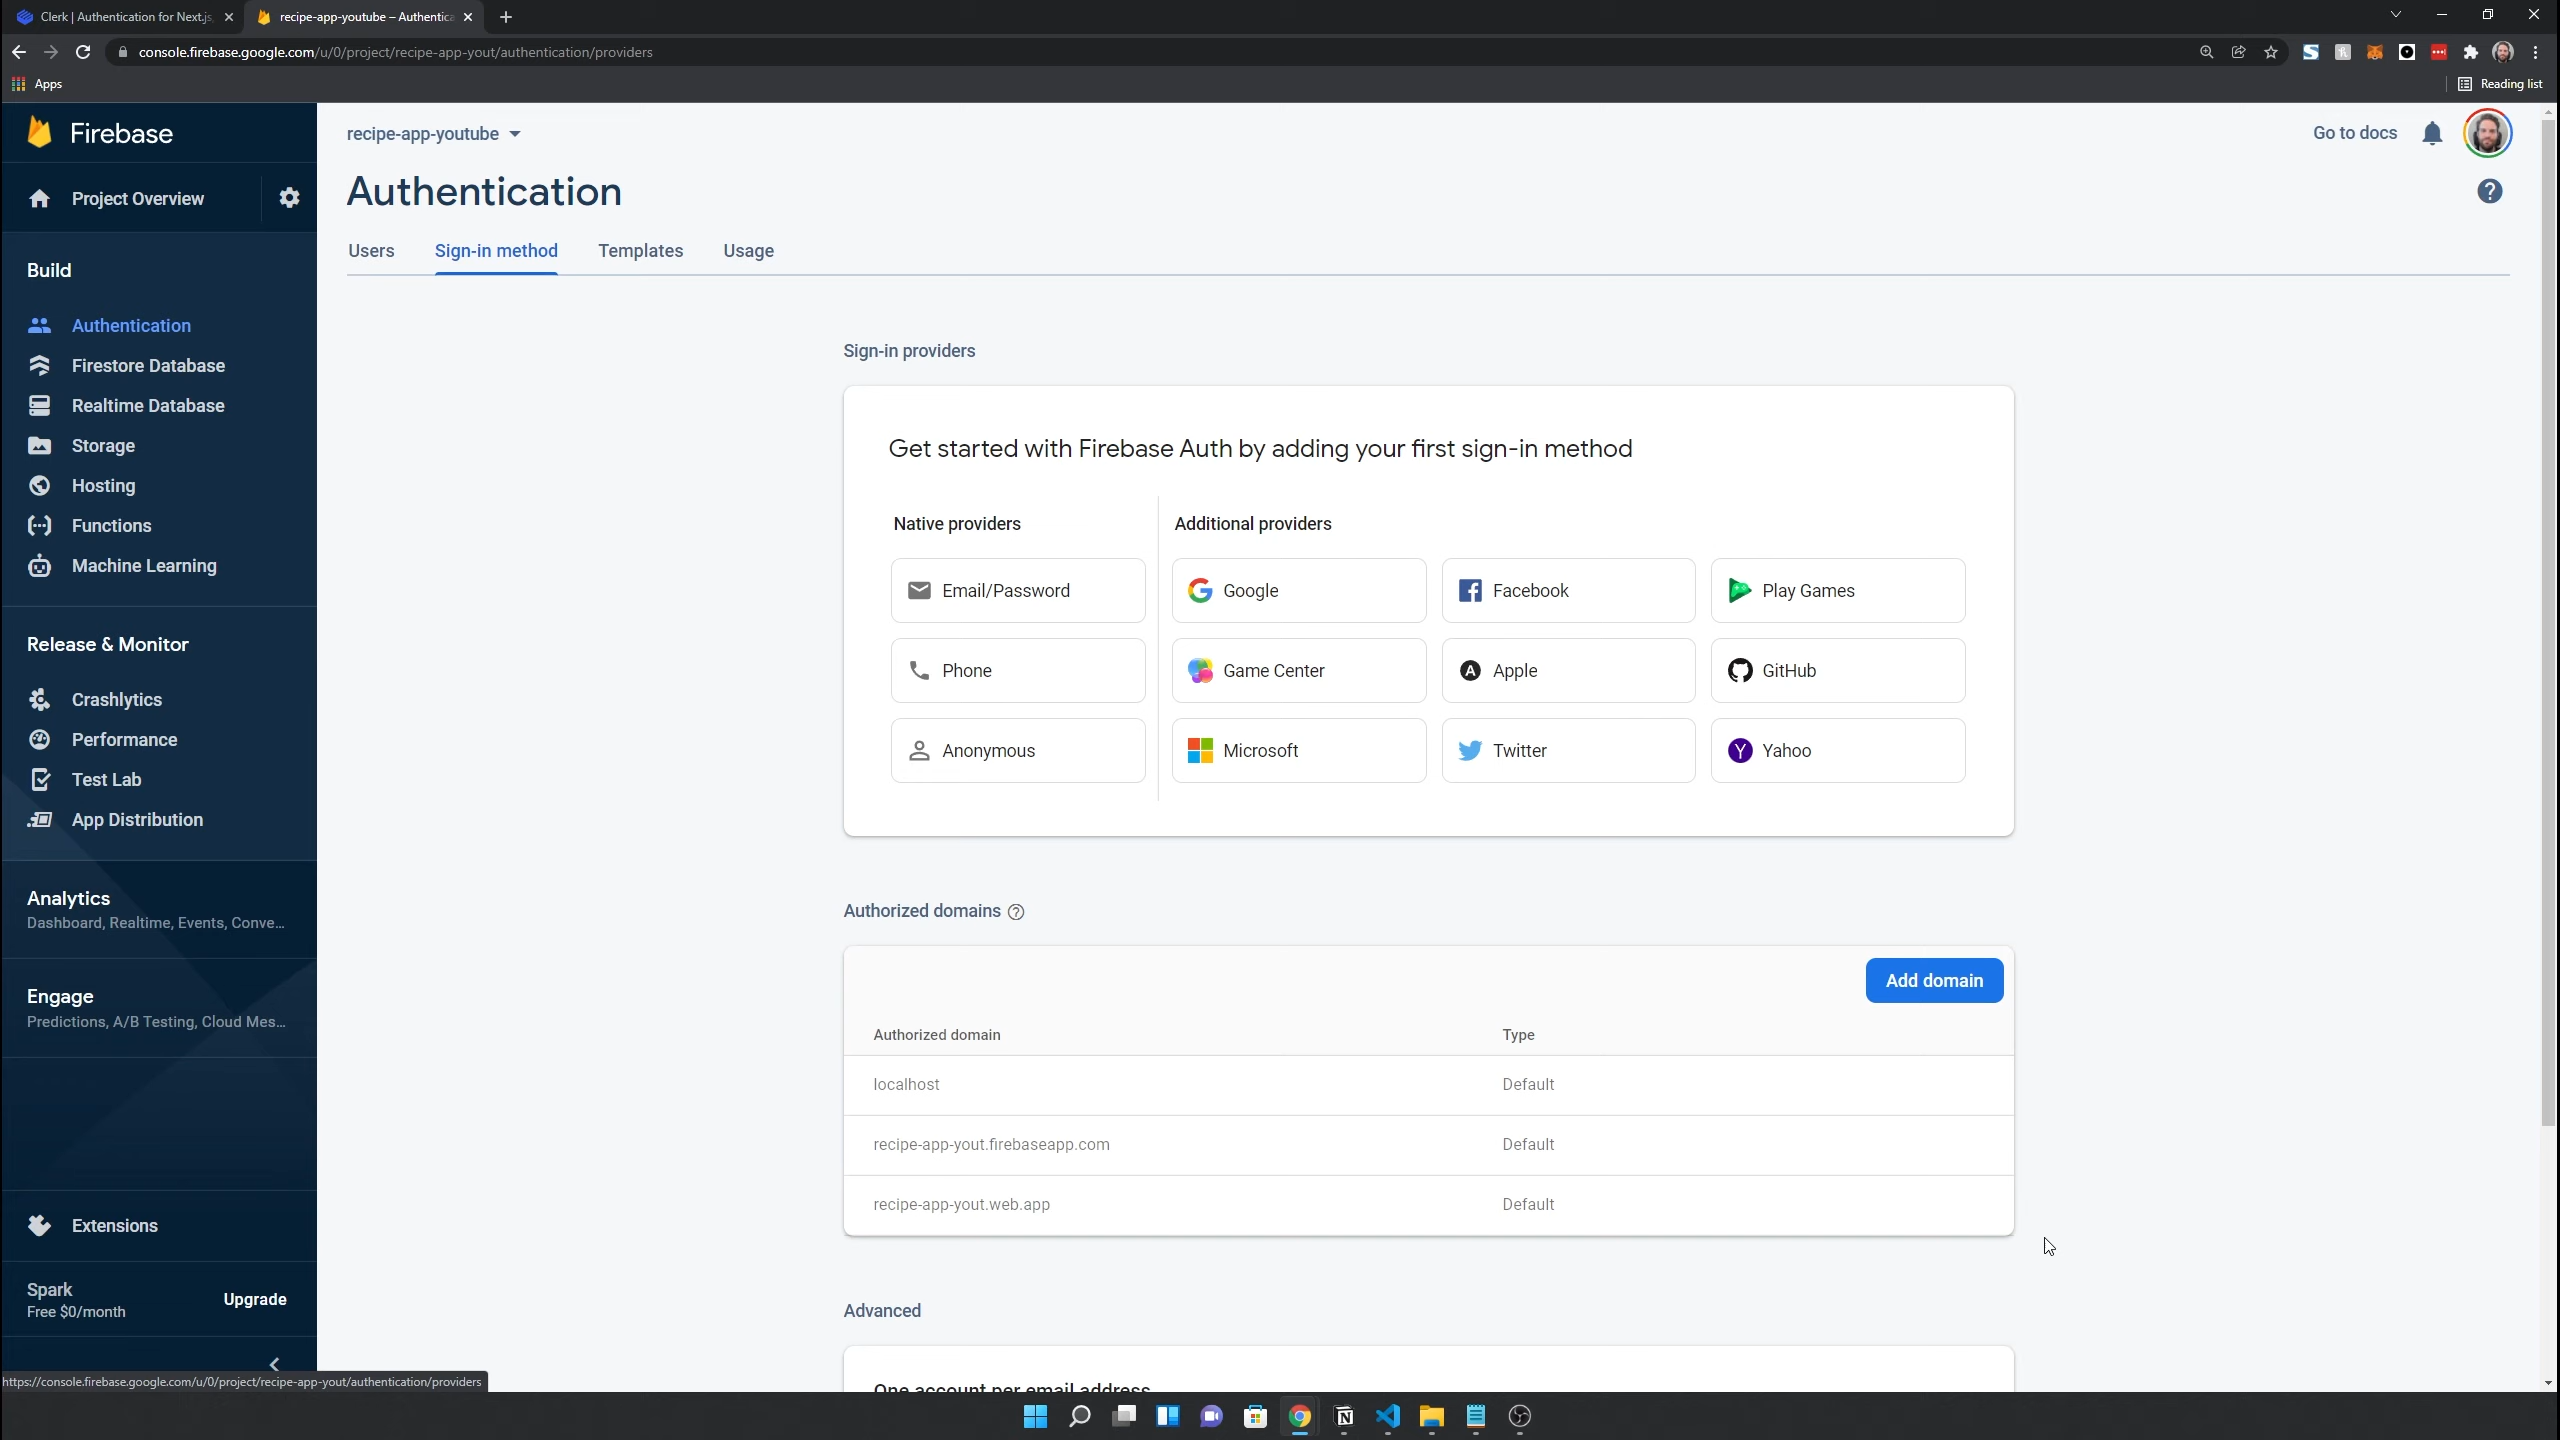 Clerk | Authentication for Next.js,
recipe-app-youtube – Authentica
console.firebase.google.com/u/0/project/recipe-app-yout/authentication/providers
Apps
Reading list
Firebase
recipe-app-youtube
Go to docs
Project Overview
Authentication
Users
Sign-in method
Templates
Usage
Build
Authentication
Firestore Database
Realtime Database
Storage
Hosting
Functions
Machine Learning
Release & Monitor
Crashlytics
Performance
Test Lab
App Distribution
Analytics
Dashboard, Realtime, Events, Conve...
Engage
Predictions, A/B Testing, Cloud Mes...
Extensions
Spark
Free $0/month
Upgrade
https://console.firebase.google.com/u/0/project/recipe-app-yout/authentication/providers
Sign-in providers
Get started with Firebase Auth by adding your first sign-in method
Native providers
Additional providers
Email/Password
Google
Facebook
Play Games
Phone
Game Center
Apple
GitHub
Anonymous
Microsoft
Twitter
Yahoo
Authorized domains
Add domain
Authorized domain
Type
localhost
Default
recipe-app-yout.firebaseapp.com
Default
recipe-app-yout.web.app
Default
Advanced
One account per email address